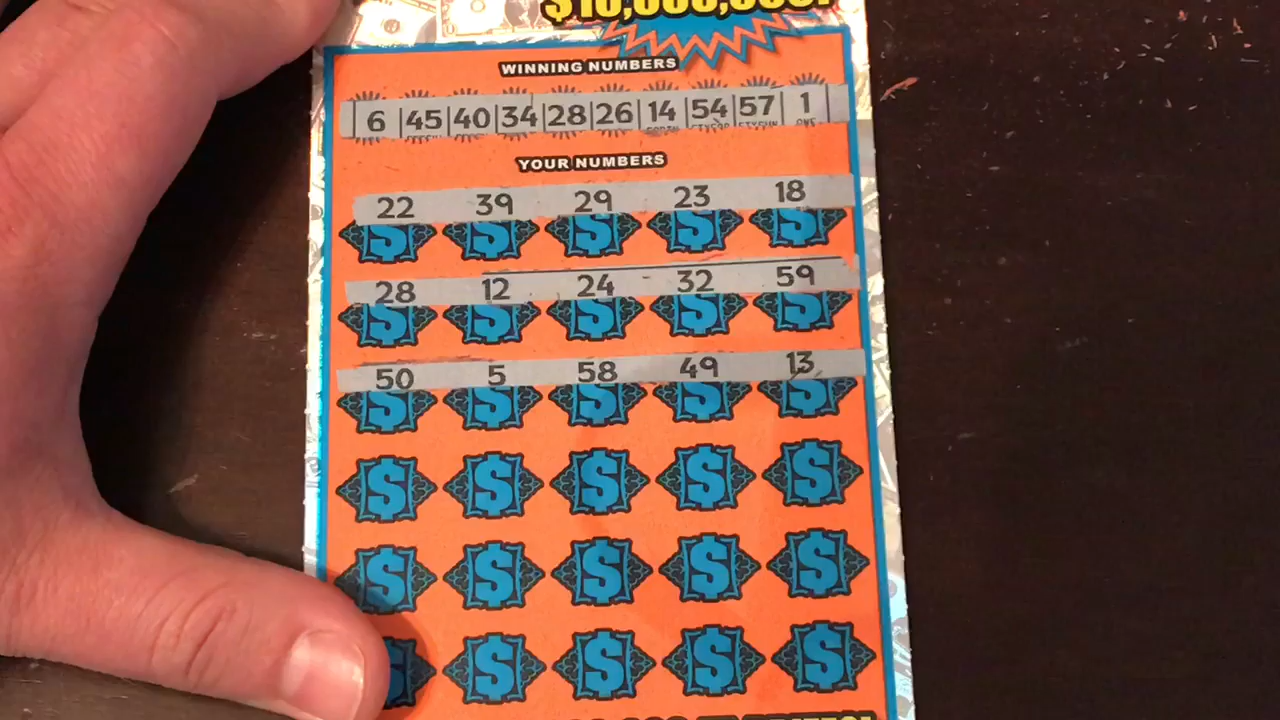 WINNING NUMBERS
6 45 40 34 28 26 14 54 57 1
ONE
YOUR NUMBERS
22 39 29 23 18
$ $ $ $ $
28 12 24 32 59
$ $ $ $ $
50 5 58 49 13
$ $ $ $ $
$ $ $ $ $
$ $ $ $ $
$ $ $ $ $